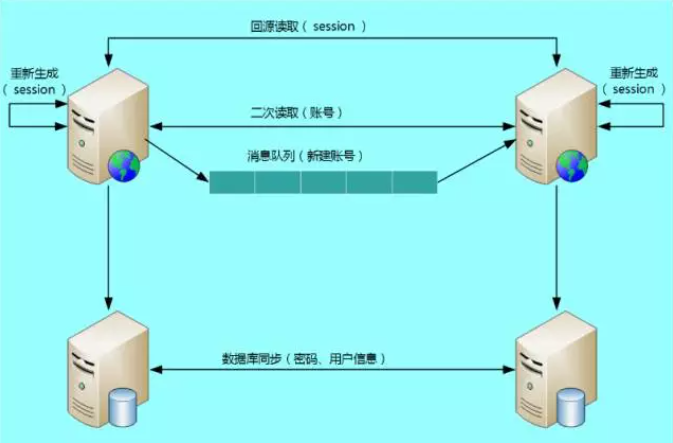 回源读取（ session ）
重新生成
（ session ）
重新生成
（ session ）
二次读取（账号）
消息队列（新建账号）
数据库同步（密码、用户信息）